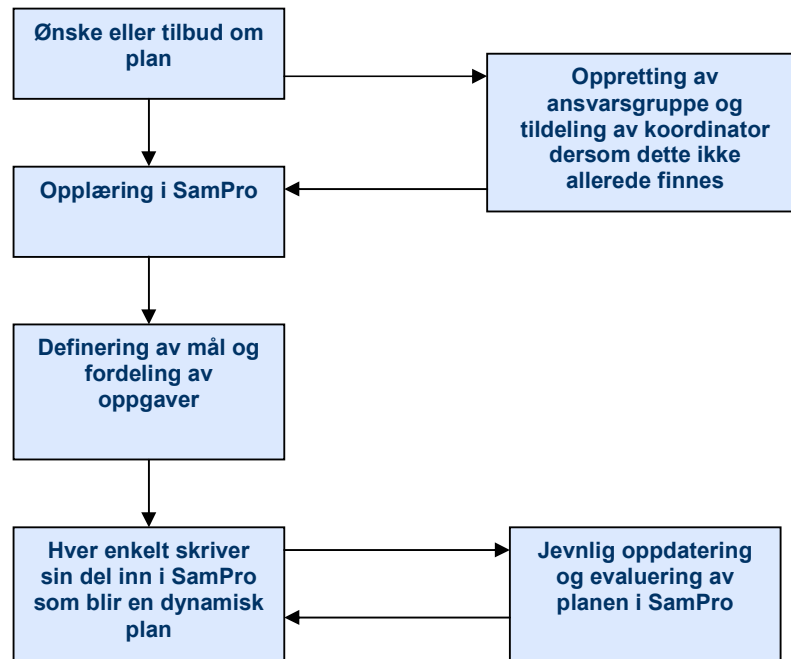 Ønske eller tilbud om
plan
Oppretting av
ansvarsgruppe og
tildeling av koordinator
dersom dette ikke
allerede finnes
Opplæring i SamPro
Definering av mål og
fordeling av
oppgaver
Hver enkelt skriver
sin del inn i SamPro
som blir en dynamisk
plan
Jevnlig oppdatering
og evaluering av
planen i SamPro